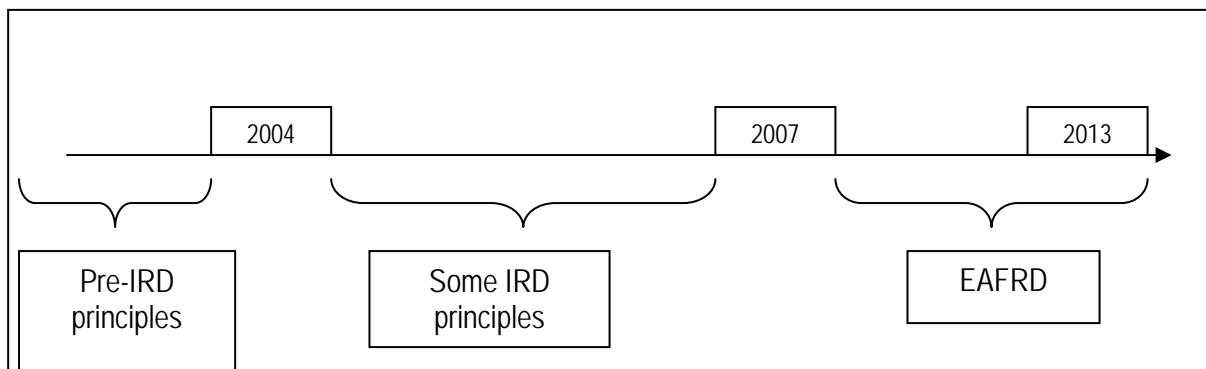 2004
2007
2013
Pre-IRD
principles
Some IRD
principles
EAFRD